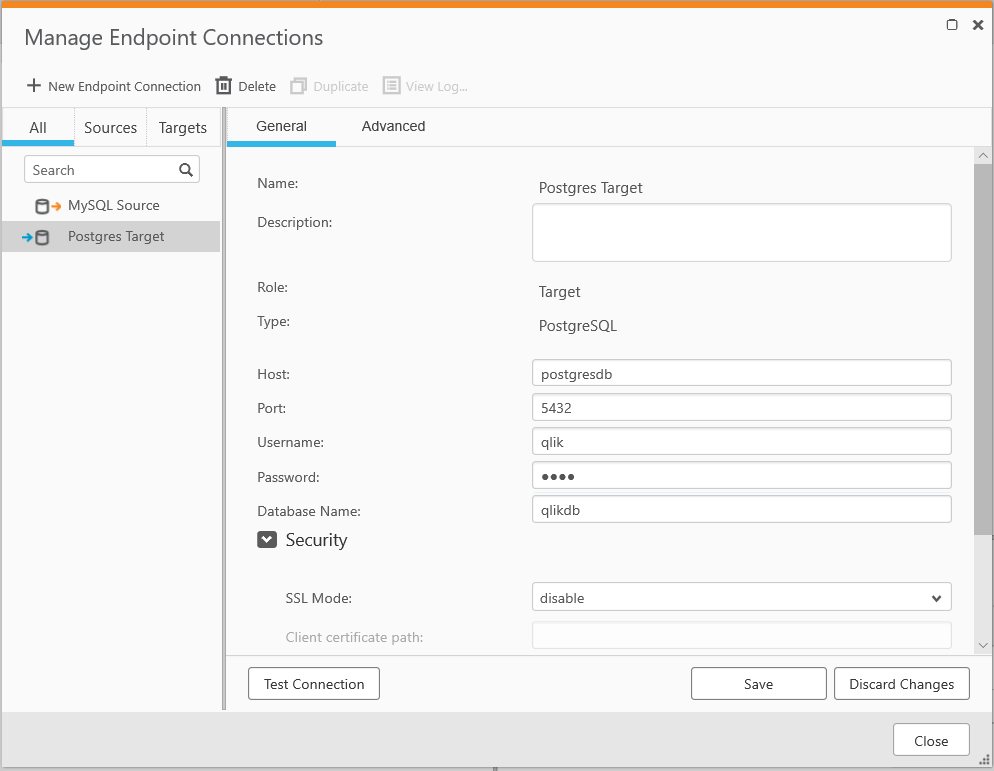 Manage Endpoint Connections
New Endpoint Connection Delete Duplicate View Log...
All Sources Targets
General Advanced
Search
MySQL Source
Postgres Target
Name: Postgres Target
Description:
Role: Target
Type: PostgreSQL
Host: postgresdb
Port: 5432
Username: qlik
Password: ●●●●
Database Name: qlikdb
Security
SSL Mode: disable
Client certificate path:
Test Connection Save Discard Changes
Close